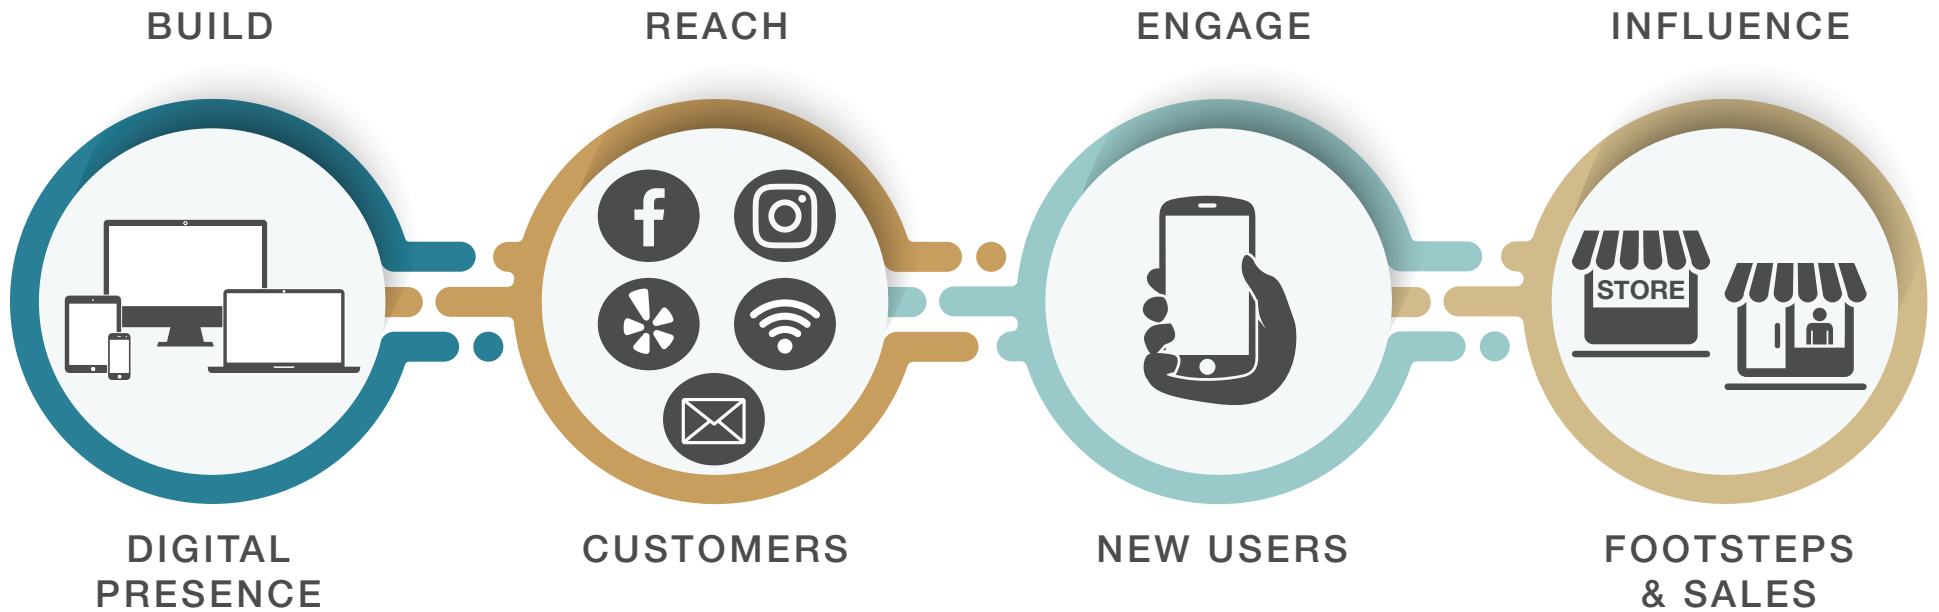 BUILD
DIGITAL
PRESENCE
REACH
CUSTOMERS
ENGAGE
NEW USERS
INFLUENCE
STORE
FOOTSTEPS
& SALES